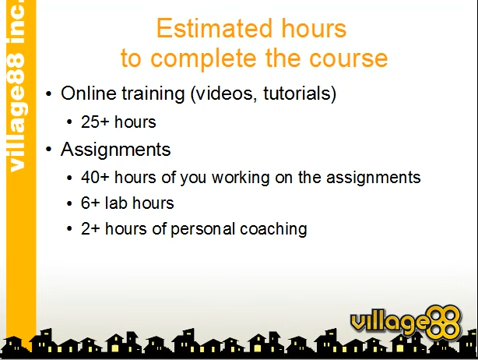 village88 inc.
Estimated hours
to complete the course
• Online training (videos, tutorials)
• 25+ hours
• Assignments
• 40+ hours of you working on the assignments
• 6+ lab hours
• 2+ hours of personal coaching
village88